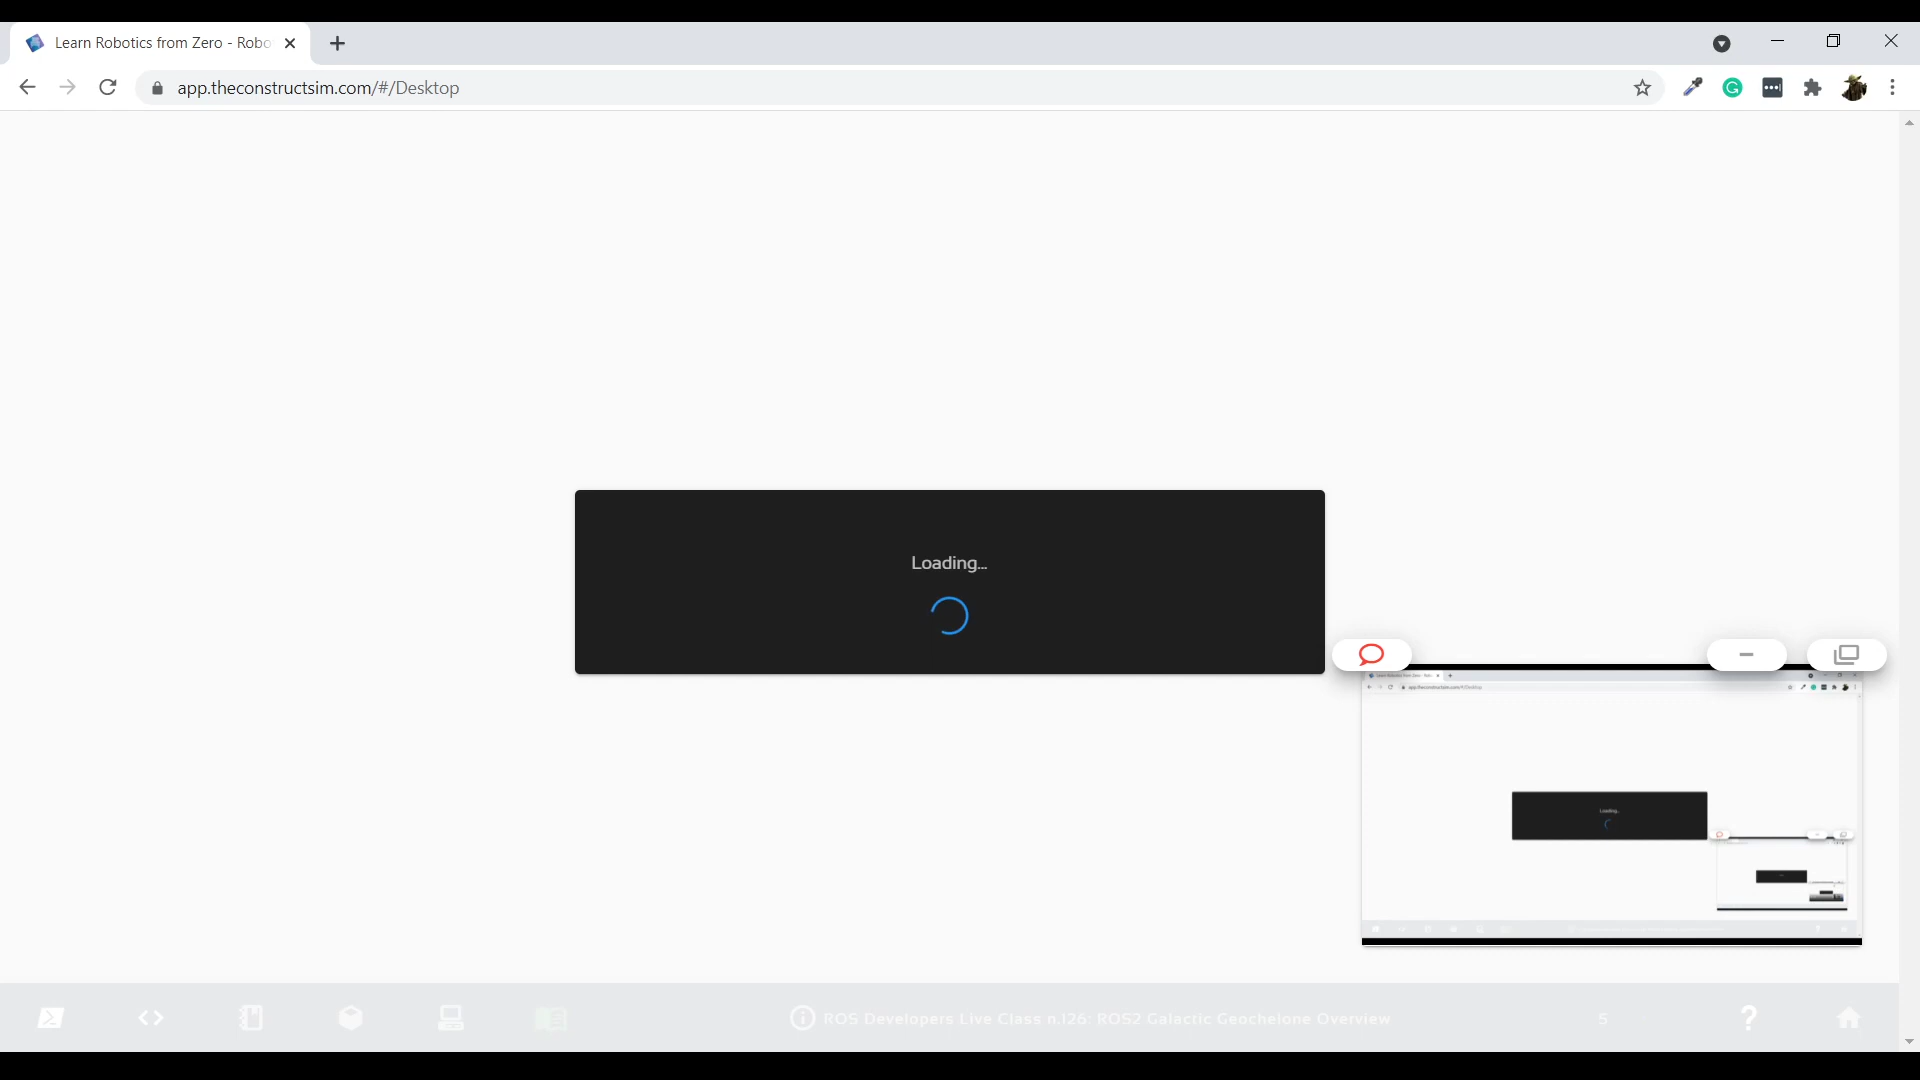 Learn Robotics from Zero - Robo
app.theconstructsim.com/#/Desktop
Loading...
Loading...
ROS Developers Live Class n.126: ROS2 Galactic Geochelone Overview
5